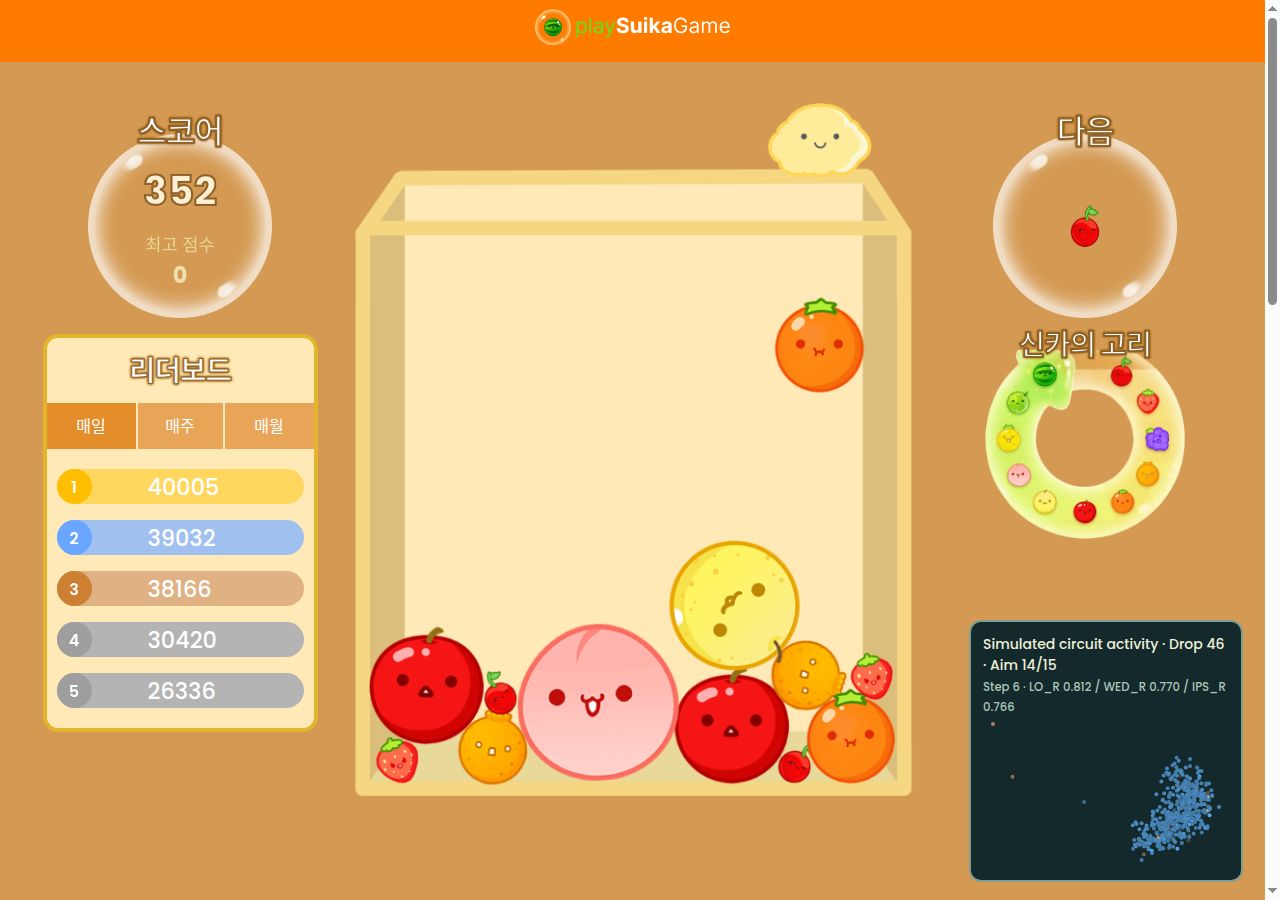 playSuikaGame
스코어
352
최고 점수
0
다음
리더보드
매일 매주 매월
1 40005
2 39032
3 38166
4 30420
5 26336
신카의 고리
Simulated circuit activity · Drop 46
· Aim 14/15
Step 6 · LO_R 0.812 / WED_R 0.770 / IPS_R
0.766